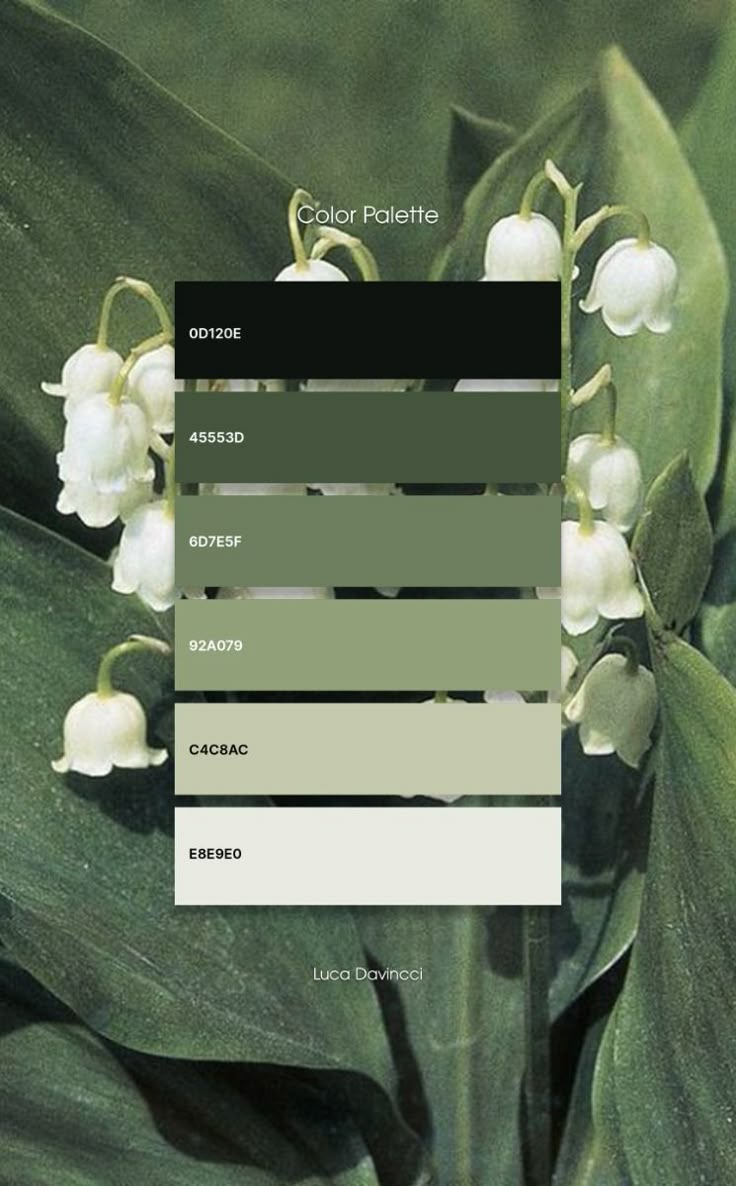 Color Palette
0D120E
45553D
6D7E5F
92A079
C4C8AC
E8E9E0
Luca Davincci